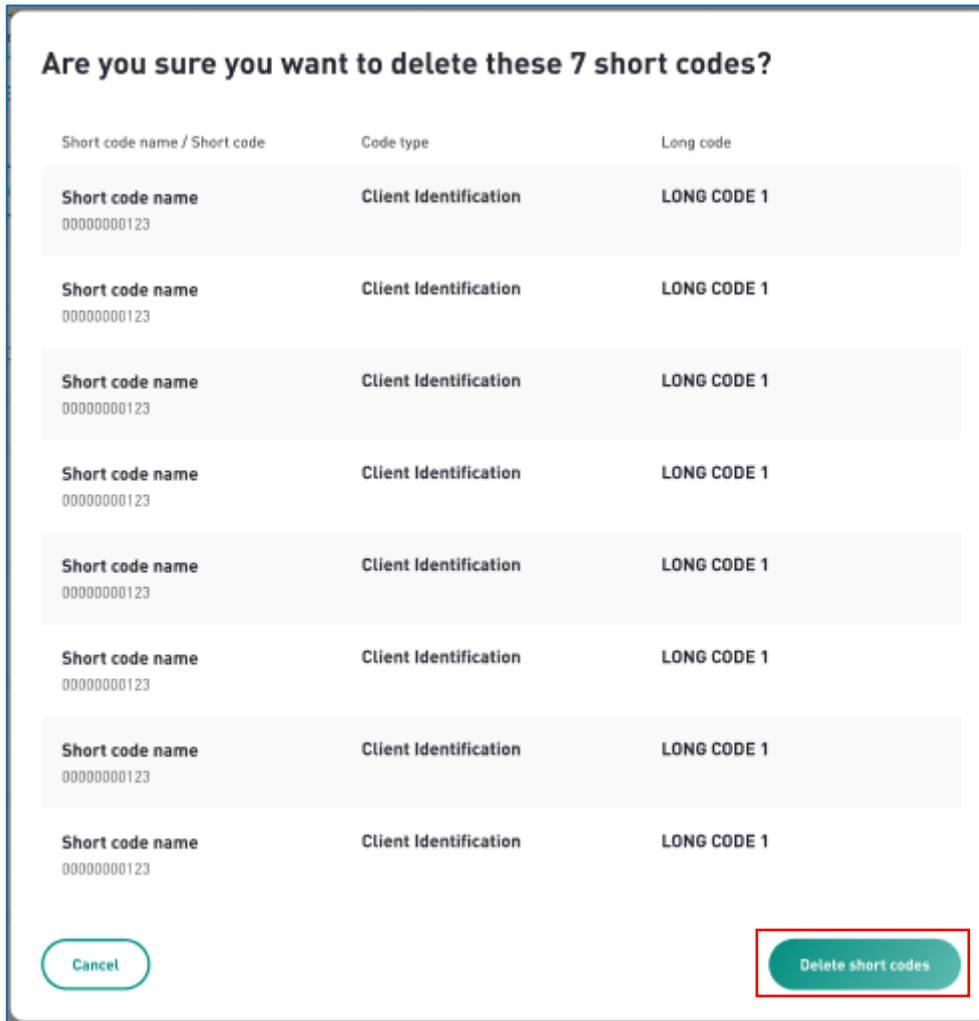 Are you sure you want to delete these 7 short codes?
Short code name / Short code Code type Long code
Short code name Client Identification LONG CODE 1
00000000123
Short code name Client Identification LONG CODE 1
00000000123
Short code name Client Identification LONG CODE 1
00000000123
Short code name Client Identification LONG CODE 1
00000000123
Short code name Client Identification LONG CODE 1
00000000123
Short code name Client Identification LONG CODE 1
00000000123
Short code name Client Identification LONG CODE 1
00000000123
Short code name Client Identification LONG CODE 1
00000000123
Cancel Delete short codes